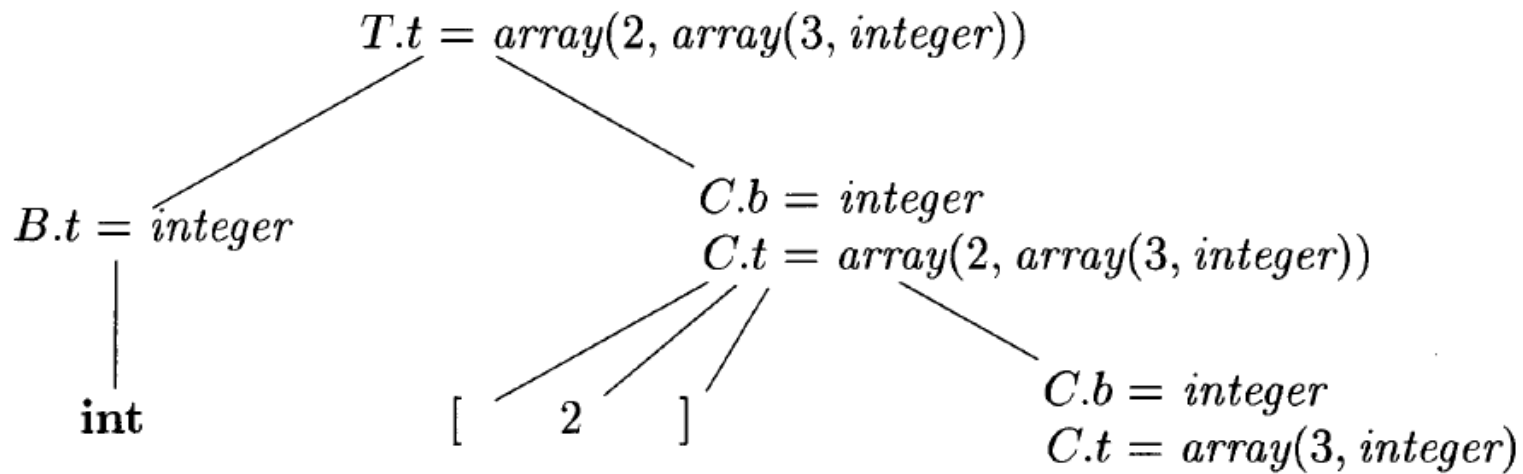 T.t = array(2, array(3, integer))
B.t = integer
C.b = integer
C.t = array(2, array(3, integer))
int
[ 2 ]
C.b = integer
C.t = array(3, integer)